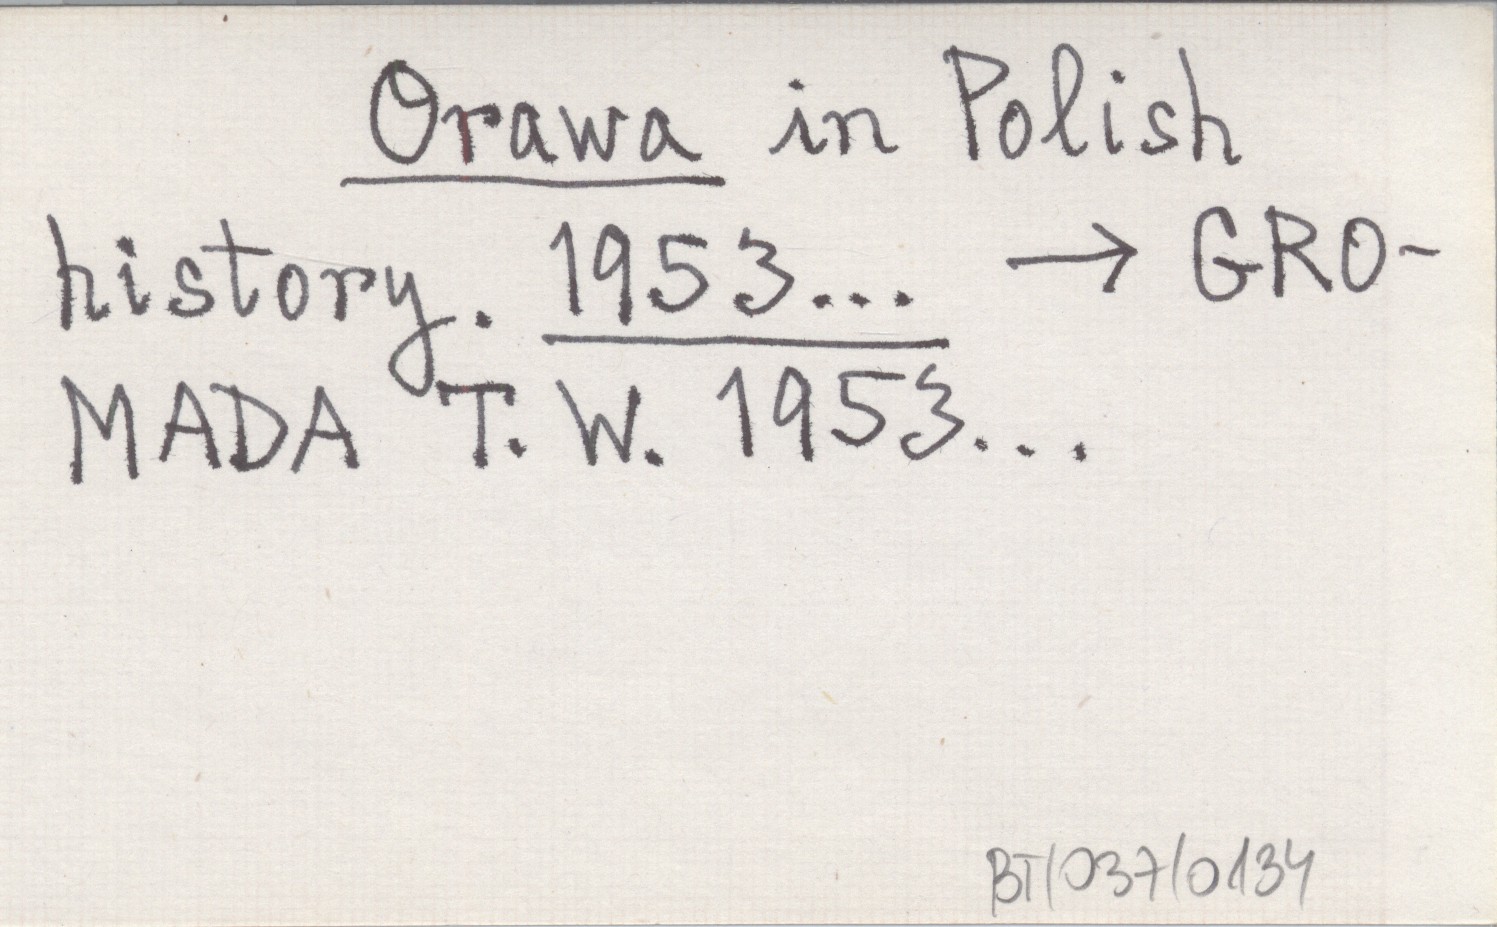 Orawa in Polish
history. 1953... → GRO-
MADA T. W. 1953...
BT/037/0134